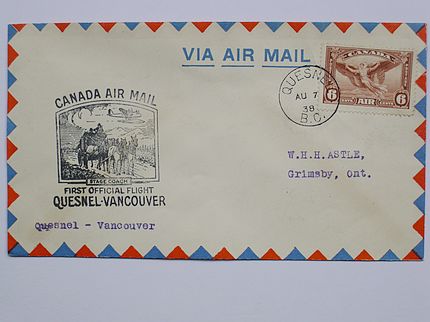 VIA AIR MAIL
CANADA
6 AIR 6
QUESNEL
AU 7
38
B.C.
CANADA AIR MAIL
STAGE COACH
FIRST OFFICIAL FLIGHT
QUESNEL-VANCOUVER
W.H.H.ASTLE,
Grimsby, Ont.
Quesnel - Vancouver